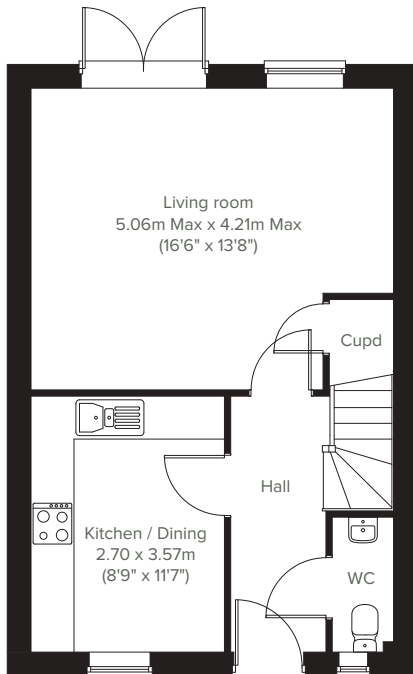 Living room
5.06m Max x 4.21m Max
(16'6" x 13'8")
Cupd
Hall
Kitchen / Dining
2.70 x 3.57m
(8'9" x 11'7")
WC